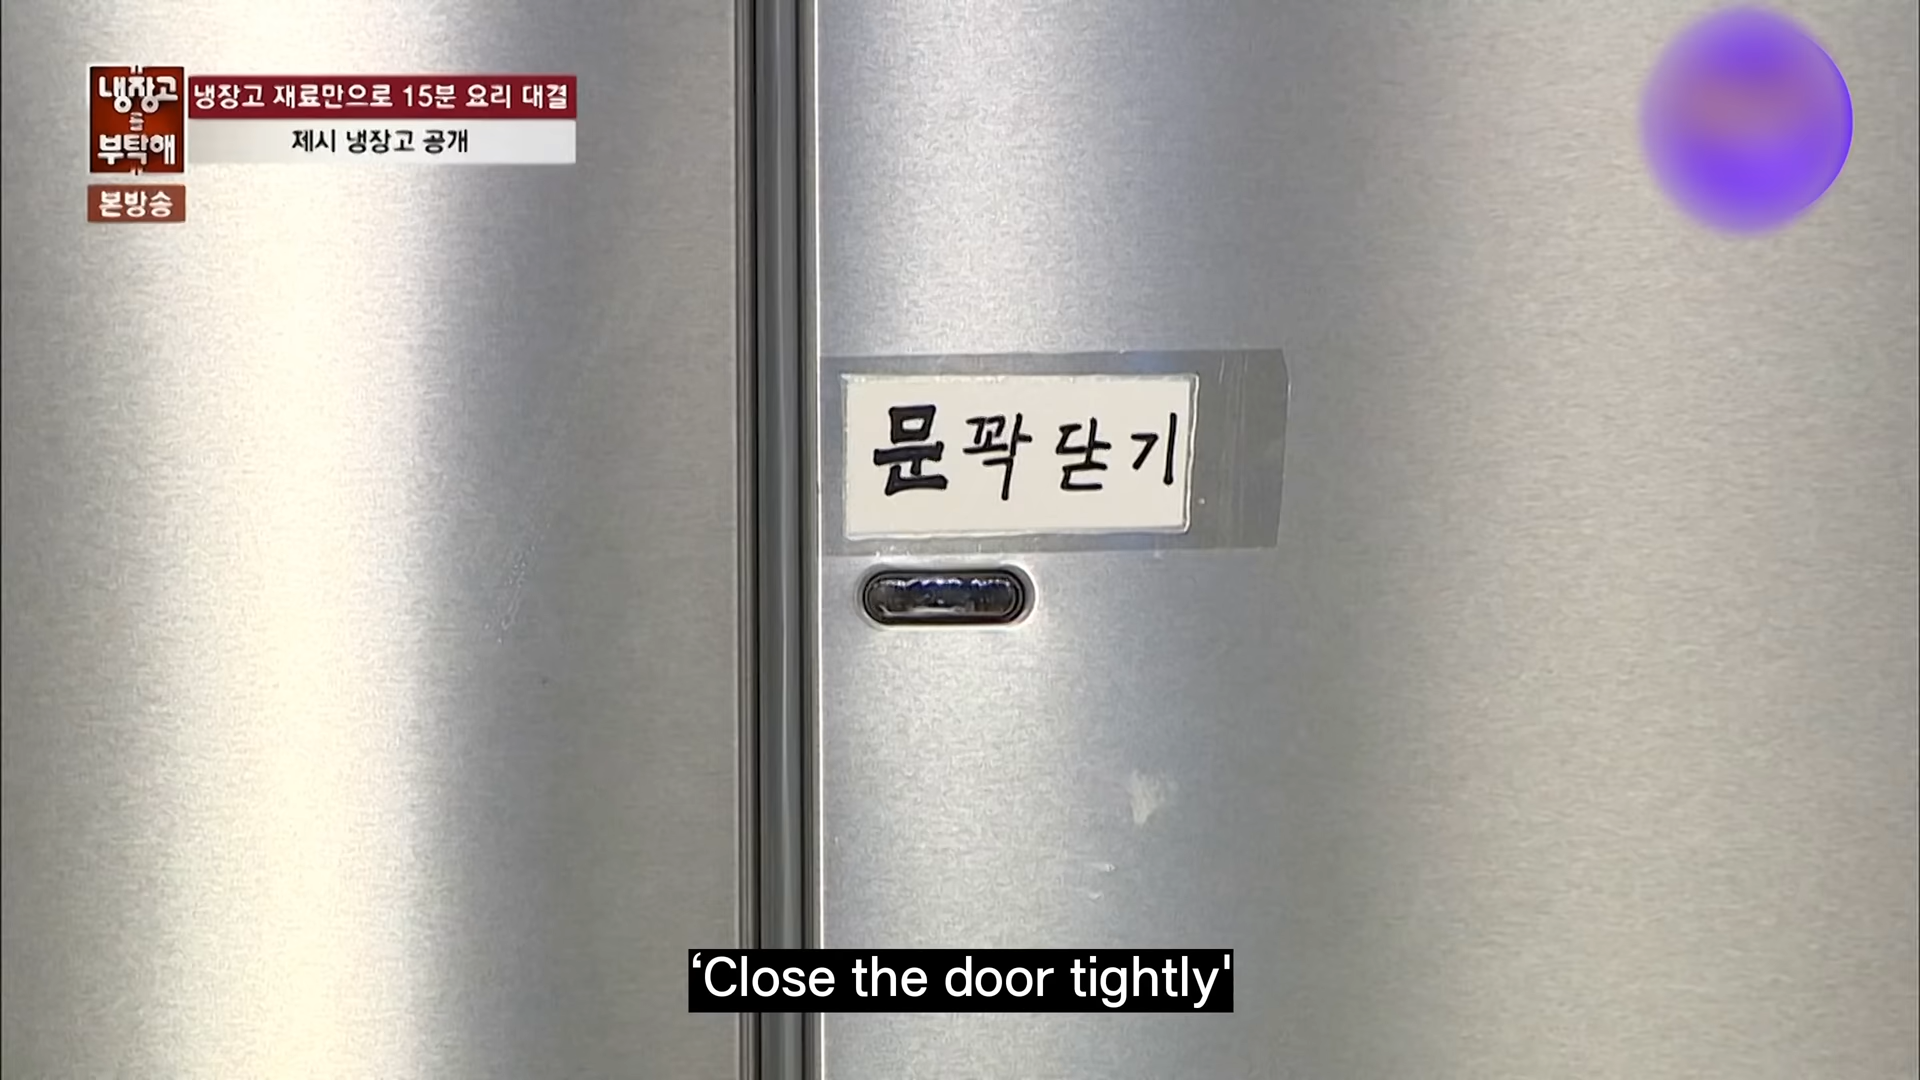 냉장고를 부탁해
냉장고 재료만으로 15분 요리 대결
제시 냉장고 공개
본방송
문 꽉 닫기
‘Close the door tightly'